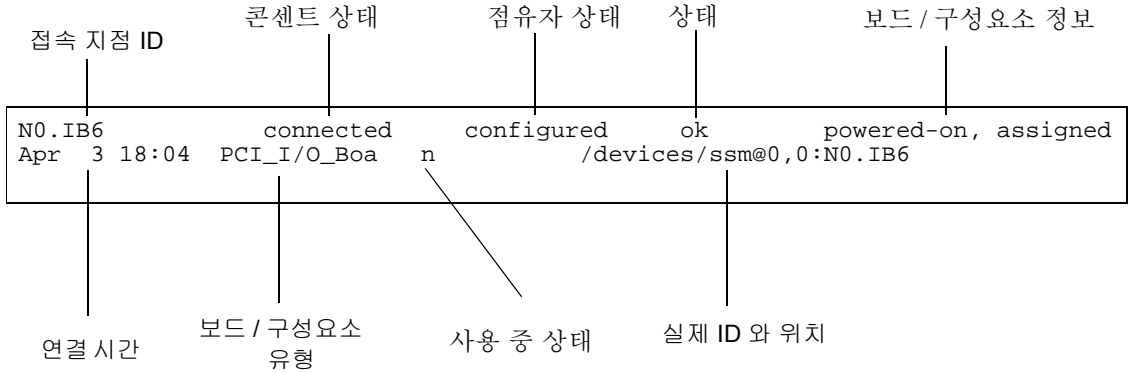 콘센트 상태 점유자 상태 상태 보드 / 구성요소 정보
접속 지점 ID
N0.IB6 connected configured ok powered-on, assigned
Apr 3 18:04 PCI_I/O_Boa n /devices/ssm@0,0:N0.IB6
연결 시간 보드 / 구성요소 사용 중 상태 실제 ID 와 위치
유형